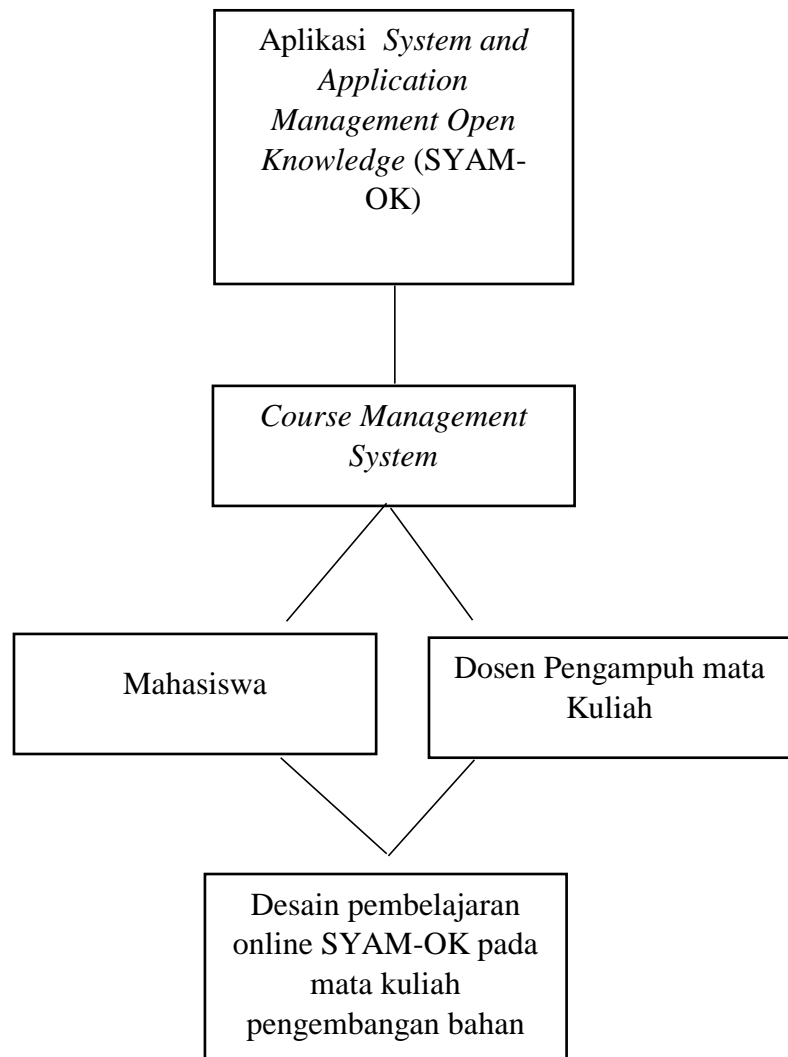 Aplikasi System and
Application
Management Open
Knowledge (SYAM-
OK)
Course Management
System
Mahasiswa
Dosen Pengampuh mata
Kuliah
Desain pembelajaran
online SYAM-OK pada
mata kuliah
pengembangan bahan